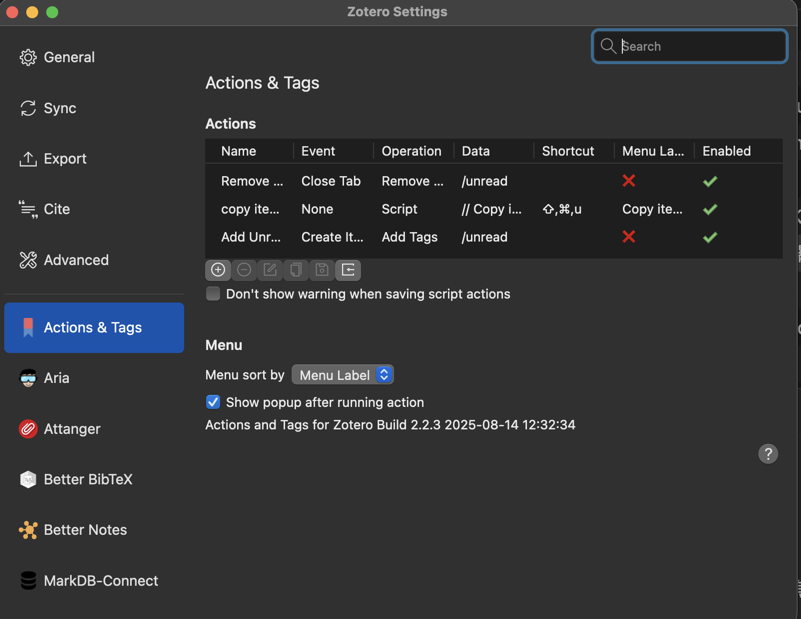 Zotero Settings
Search
General
Sync
Export
Cite
Advanced
Actions & Tags
Aria
Attanger
Better BibTeX
Better Notes
MarkDB-Connect
Actions & Tags
Actions
Name Event Operation Data Shortcut Menu La... Enabled
Remove ... Close Tab Remove ... /unread
copy ite... None Script // Copy i... ⇧,⌘,u Copy ite...
Add Unr... Create It... Add Tags /unread
Don't show warning when saving script actions
Menu
Menu sort by Menu Label
Show popup after running action
Actions and Tags for Zotero Build 2.2.3 2025-08-14 12:32:34
?